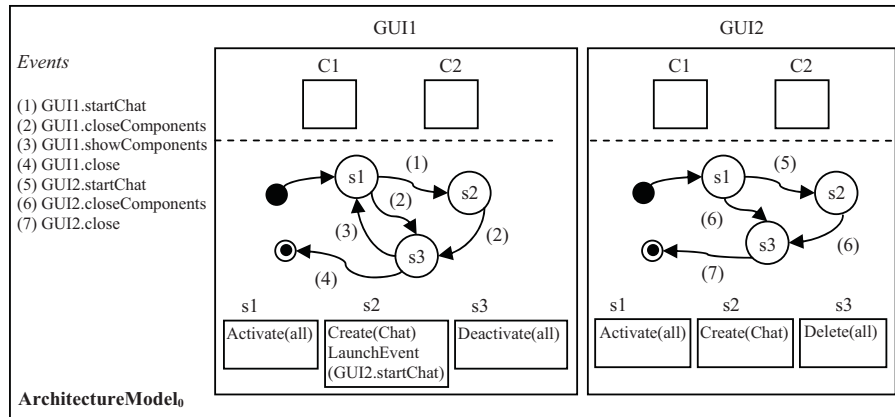 Events
(1) GUI1.startChat
(2) GUI1.closeComponents
(3) GUI1.showComponents
(4) GUI1.close
(5) GUI2.startChat
(6) GUI2.closeComponents
(7) GUI2.close
ArchitectureModel₀
GUI1
C1 C2
s1
(1)
s2
(2)
(3)
s3
(2)
(4)
s1 s2 s3
Activate(all)
Create(Chat)
LaunchEvent
(GUI2.startChat)
Deactivate(all)
GUI2
C1 C2
s1
(5)
s2
(6)
s3
(6)
(7)
s1 s2 s3
Activate(all)
Create(Chat)
Delete(all)